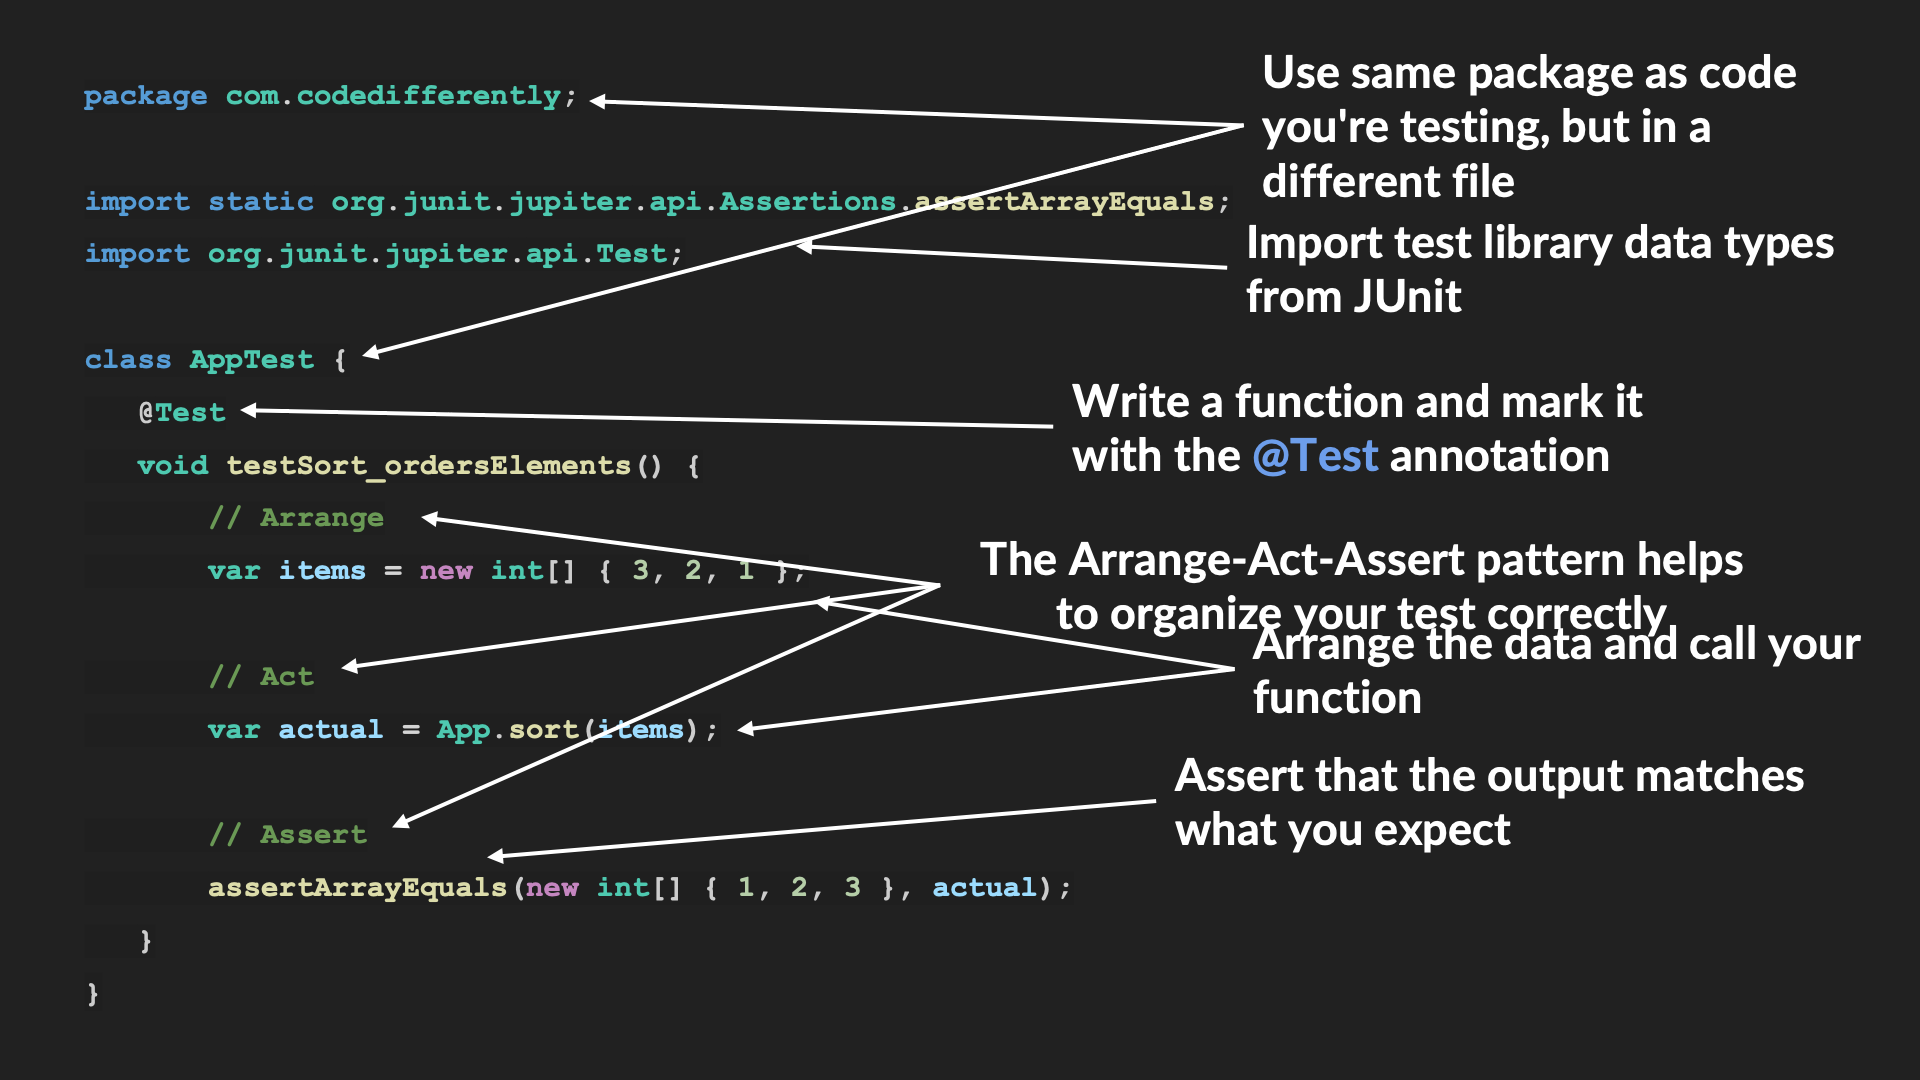 package com.codedifferently;
import static org.junit.jupiter.api.Assertions.assertArrayEquals;
import org.junit.jupiter.api.Test;
class AppTest {
@Test
void testSort_ordersElements() {
// Arrange
var items = new int[] { 3, 2, 1 };
// Act
var actual = App.sort(items);
// Assert
assertArrayEquals(new int[] { 1, 2, 3 }, actual);
}
}
Use same package as code
you're testing, but in a
different file
Import test library data types
from JUnit
Write a function and mark it
with the @Test annotation
The Arrange-Act-Assert pattern helps
to organize your test correctly
Arrange the data and call your
function
Assert that the output matches
what you expect